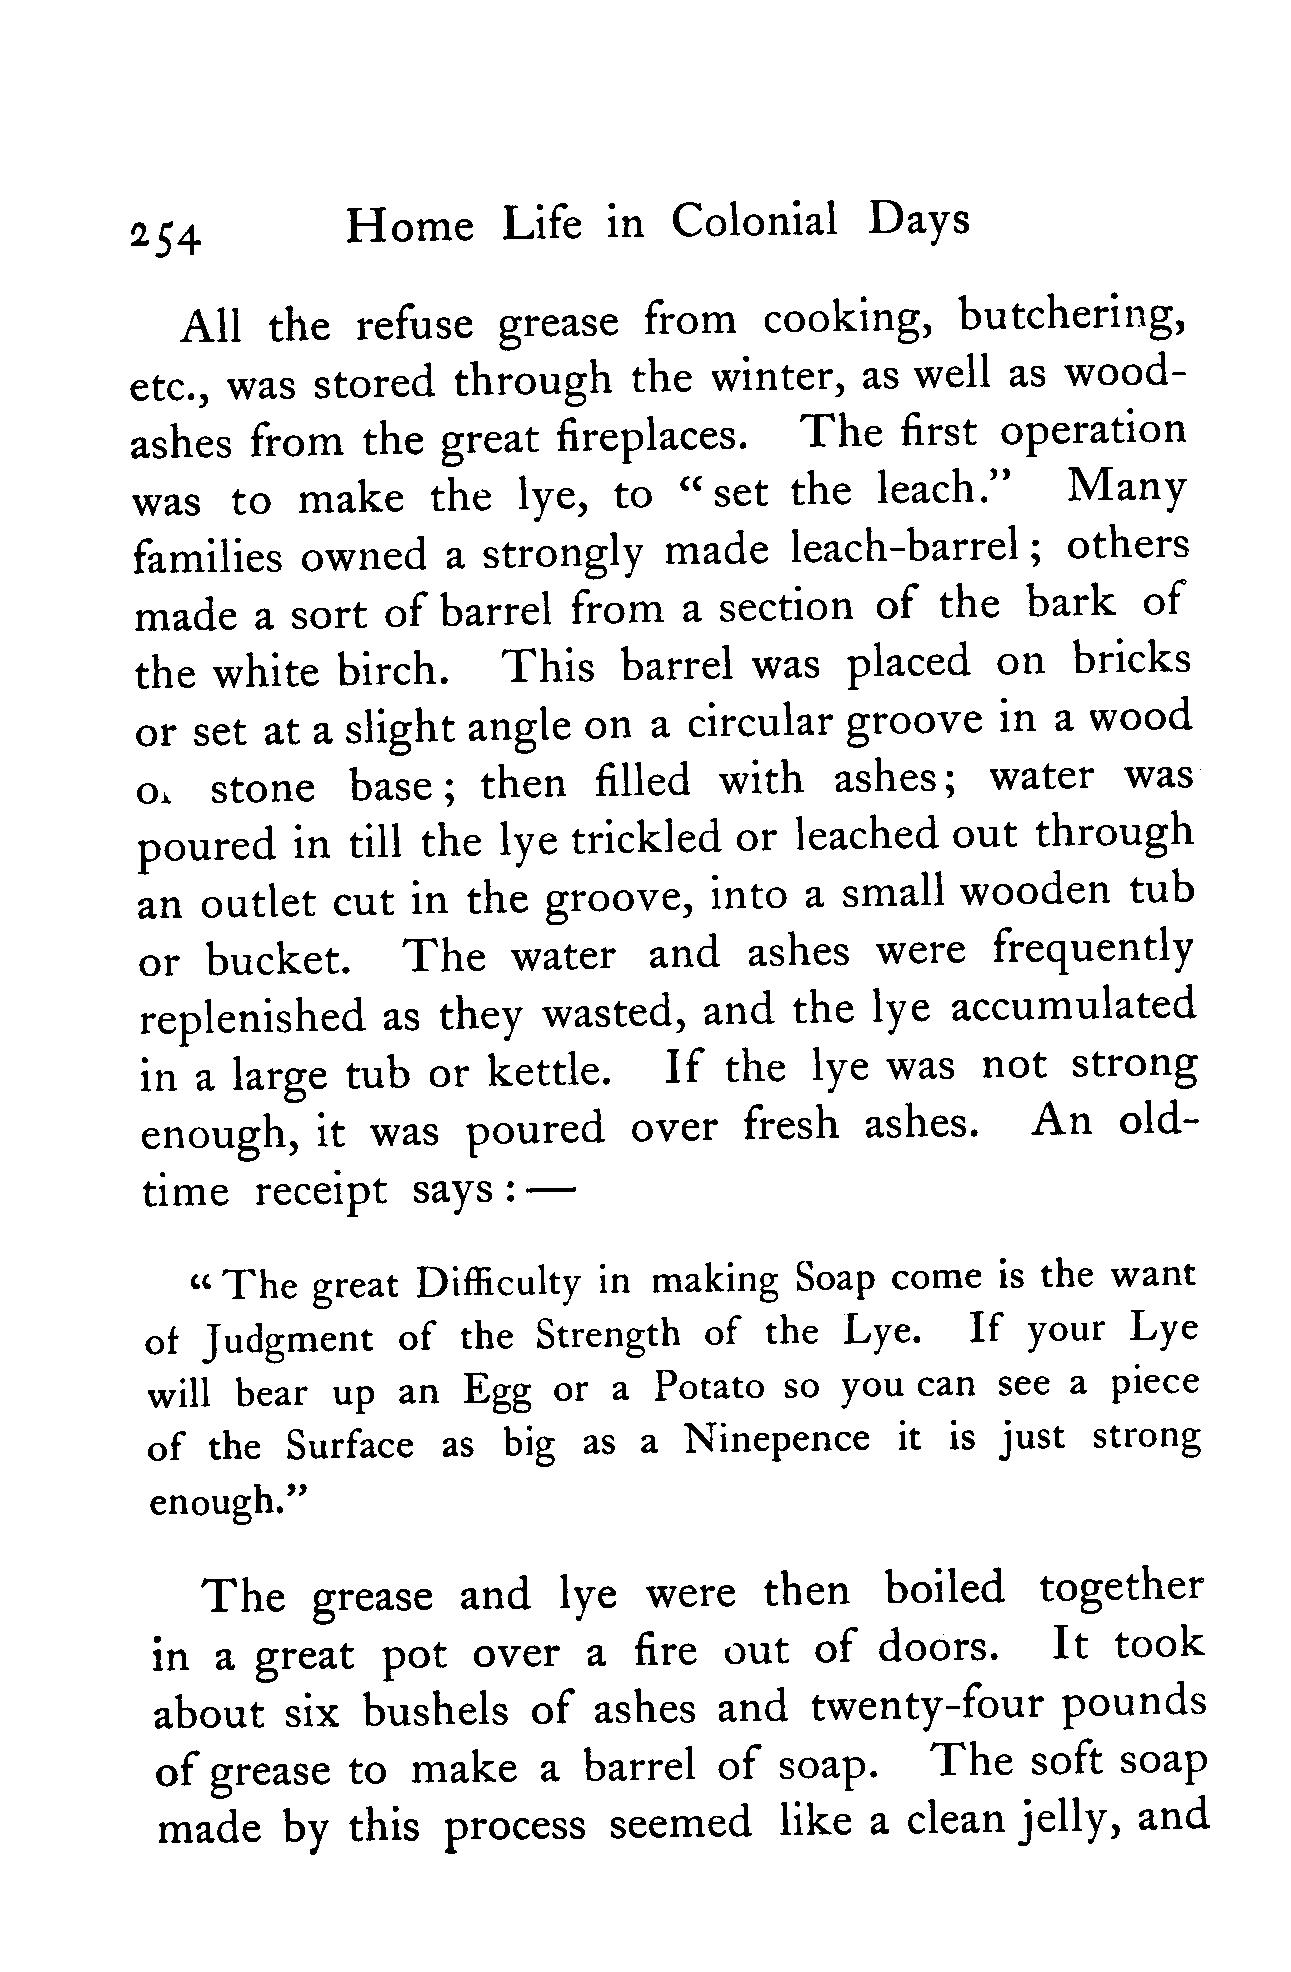 254 Home Life in Colonial Days
All the refuse grease from cooking, butchering,
etc., was stored through the winter, as well as wood-
ashes from the great fireplaces. The first operation
was to make the lye, to “set the leach.” Many
families owned a strongly made leach-barrel; others
made a sort of barrel from a section of the bark of
the white birch. This barrel was placed on bricks
or set at a slight angle on a circular groove in a wood
or stone base; then filled with ashes; water was
poured in till the lye trickled or leached out through
an outlet cut in the groove, into a small wooden tub
or bucket. The water and ashes were frequently
replenished as they wasted, and the lye accumulated
in a large tub or kettle. If the lye was not strong
enough, it was poured over fresh ashes. An old-
time receipt says:—
“The great Difficulty in making Soap come is the want
of Judgment of the Strength of the Lye. If your Lye
will bear up an Egg or a Potato so you can see a piece
of the Surface as big as a Ninepence it is just strong
enough.”
The grease and lye were then boiled together
in a great pot over a fire out of doors. It took
about six bushels of ashes and twenty-four pounds
of grease to make a barrel of soap. The soft soap
made by this process seemed like a clean jelly, and